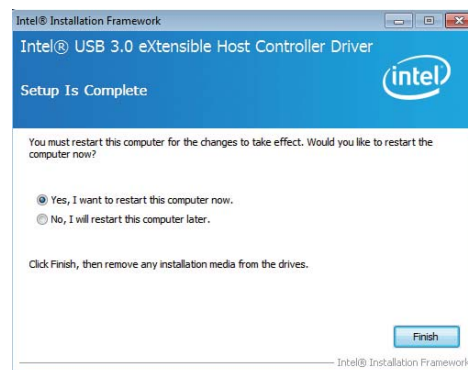 Intel® Installation Framework
Intel® USB 3.0 eXtensible Host Controller Driver
Setup Is Complete
intel
You must restart this computer for the changes to take effect. Would you like to restart the
computer now?
Yes, I want to restart this computer now.
No, I will restart this computer later.
Click Finish, then remove any installation media from the drives.
Finish
Intel® Installation Framework